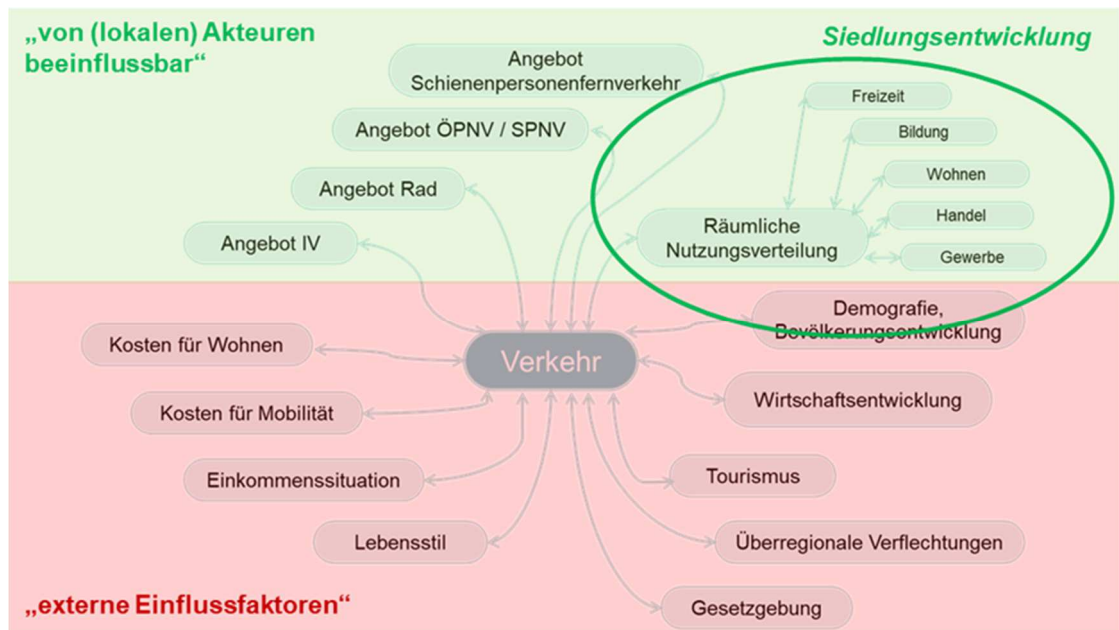 „von (lokalen) Akteuren
beeinflussbar“
Siedlungsentwicklung
Angebot
Schienenpersonenfernverkehr
Freizeit
Angebot ÖPNV / SPNV
Bildung
Wohnen
Angebot Rad
Handel
Räumliche
Nutzungsverteilung
Angebot IV
Gewerbe
Demografie,
Bevölkerungsentwicklung
Kosten für Wohnen
Verkehr
Wirtschaftsentwicklung
Kosten für Mobilität
Einkommenssituation
Tourismus
Lebensstil
Überregionale Verflechtungen
„externe Einflussfaktoren“
Gesetzgebung